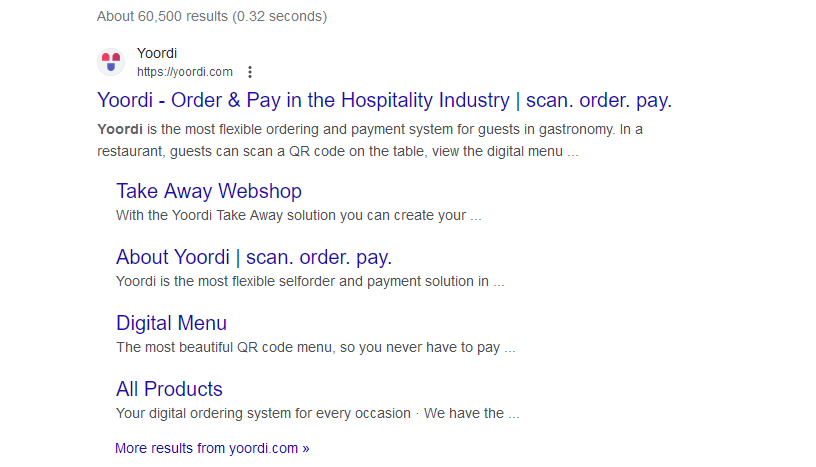 About 60,500 results (0.32 seconds)
Yoordi
https://yoordi.com
Yoordi - Order & Pay in the Hospitality Industry | scan. order. pay.
Yoordi is the most flexible ordering and payment system for guests in gastronomy. In a
restaurant, guests can scan a QR code on the table, view the digital menu ...
Take Away Webshop
With the Yoordi Take Away solution you can create your ...
About Yoordi | scan. order. pay.
Yoordi is the most flexible selforder and payment solution in ...
Digital Menu
The most beautiful QR code menu, so you never have to pay ...
All Products
Your digital ordering system for every occasion · We have the ...
More results from yoordi.com »